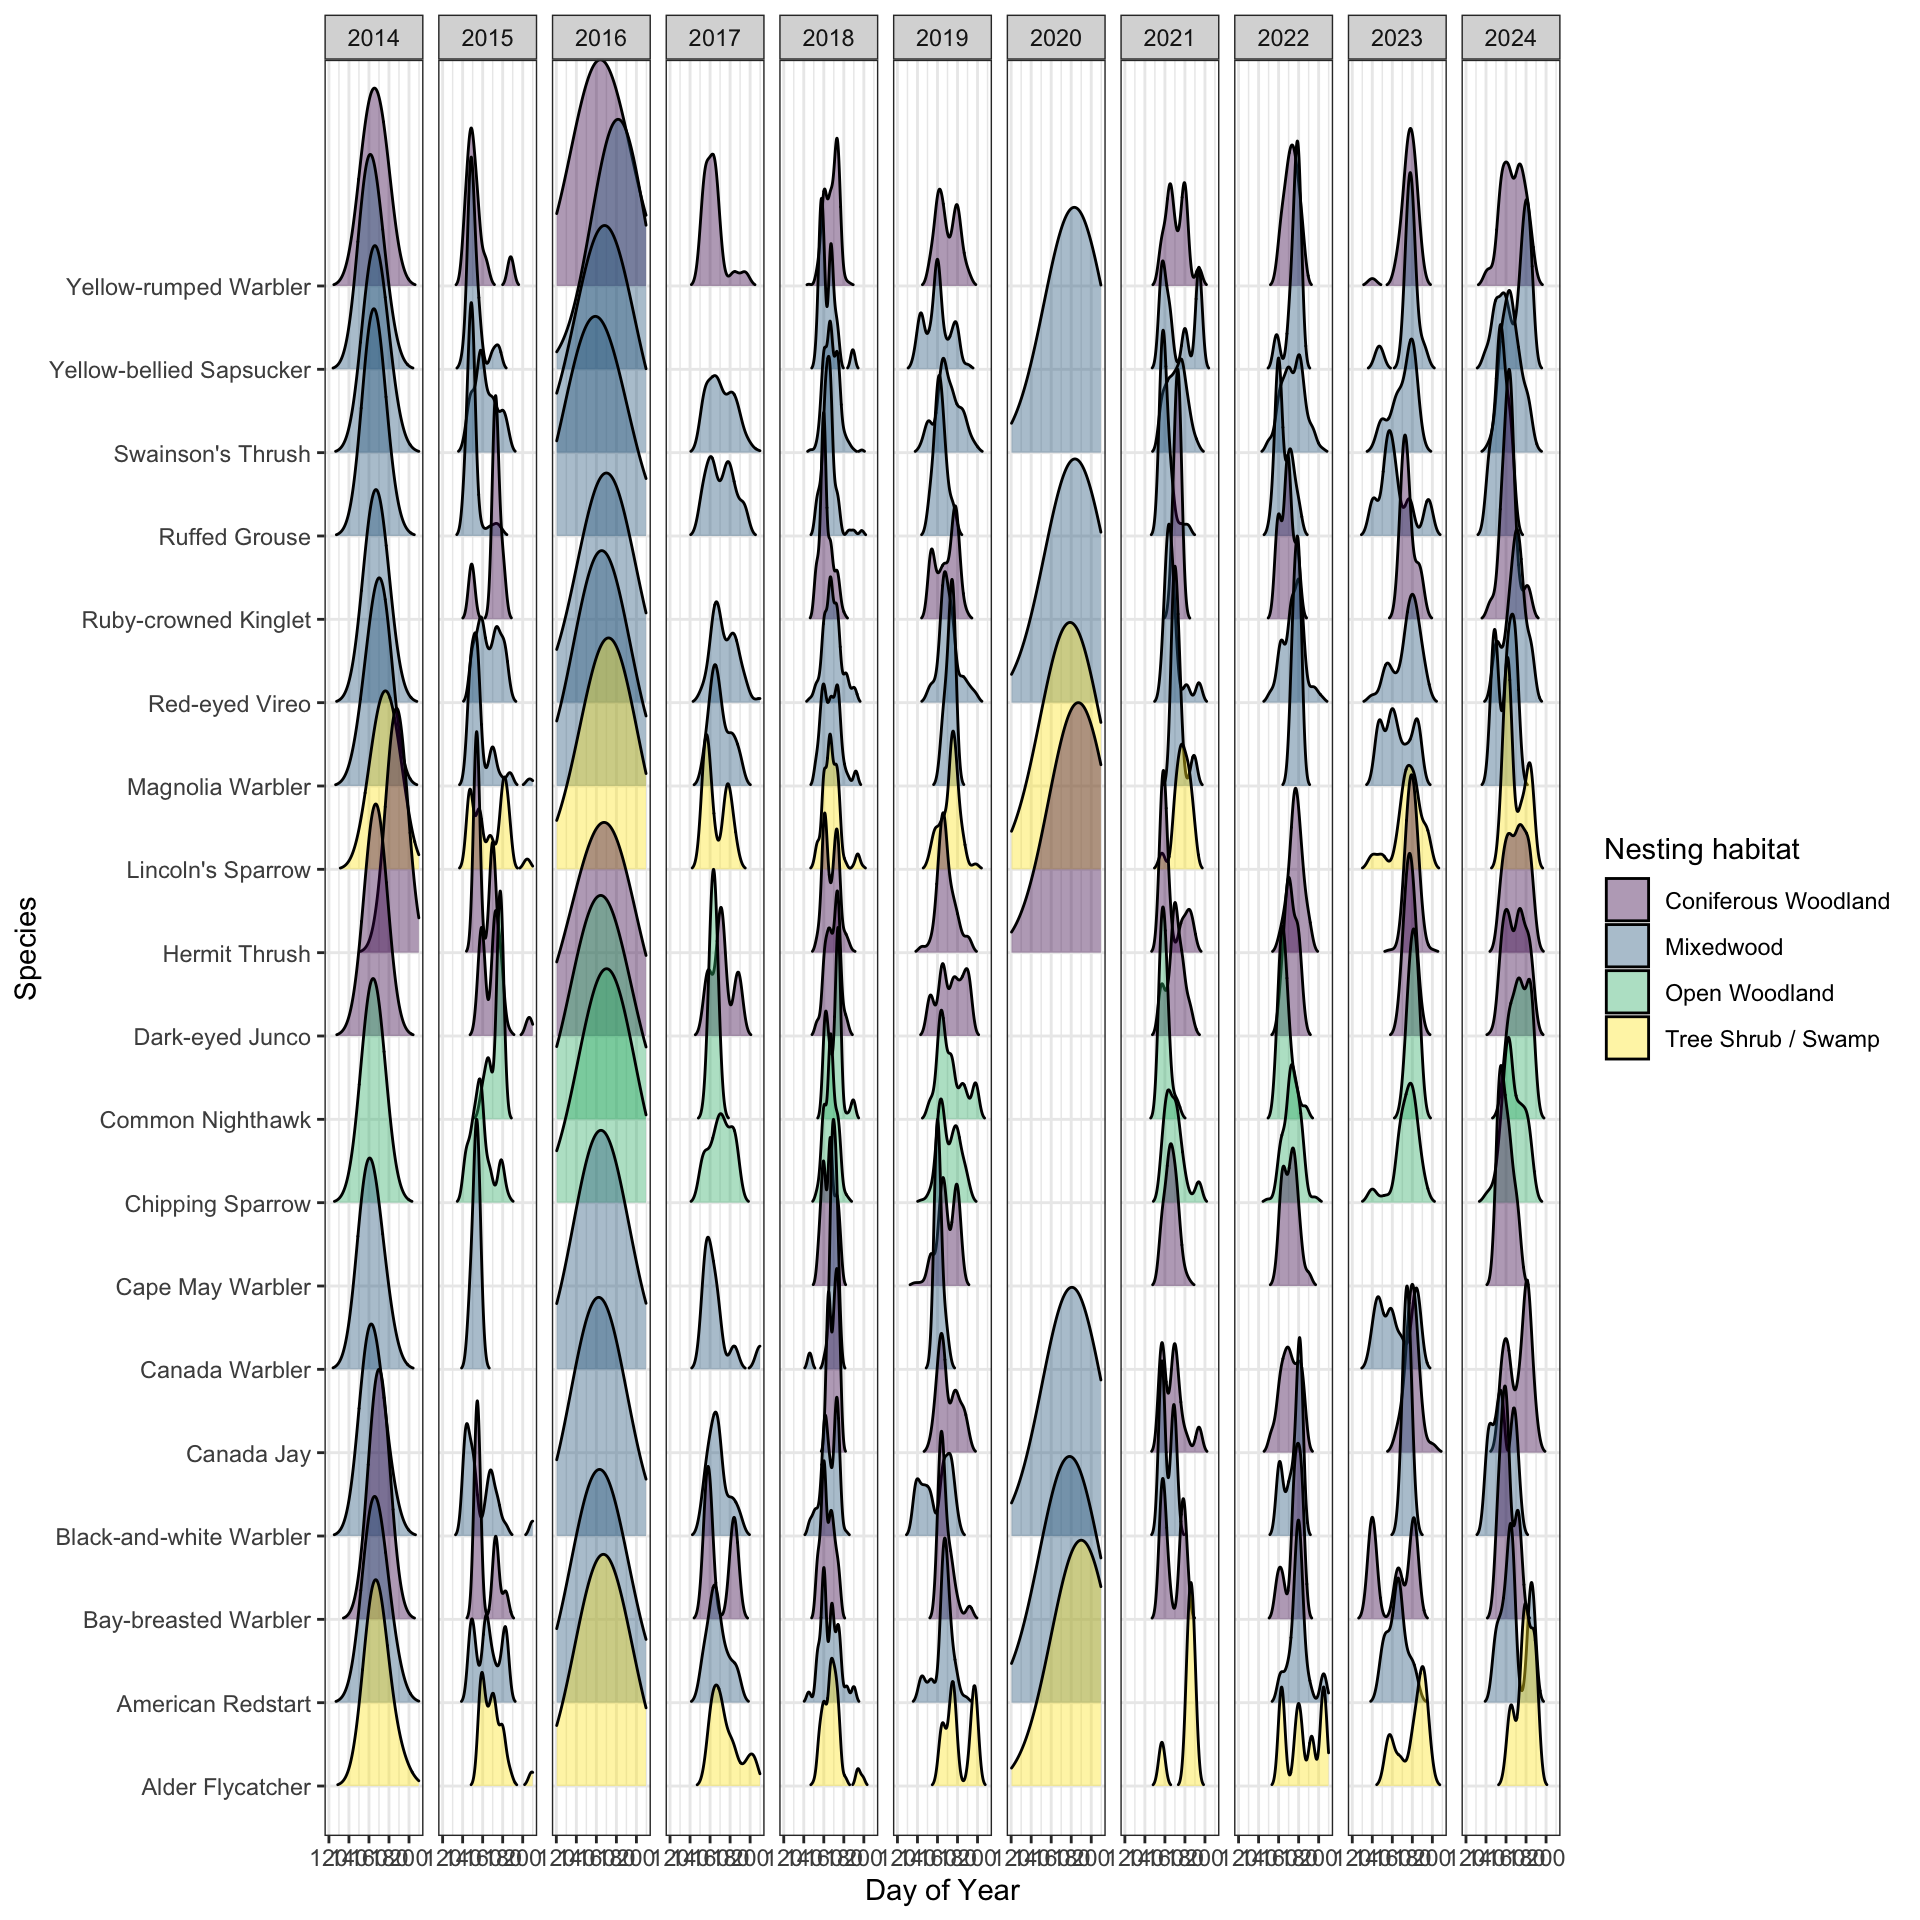 2014 2015 2016 2017 2018 2019 2020 2021 2022 2023 2024
Yellow-rumped Warbler
Yellow-bellied Sapsucker
Swainson's Thrush
Ruffed Grouse
Ruby-crowned Kinglet
Red-eyed Vireo
Magnolia Warbler
Lincoln's Sparrow
Hermit Thrush
Dark-eyed Junco
Common Nighthawk
Chipping Sparrow
Cape May Warbler
Canada Warbler
Canada Jay
Black-and-white Warbler
Bay-breasted Warbler
American Redstart
Alder Flycatcher
Species
Day of Year
Nesting habitat
Coniferous Woodland
Mixedwood
Open Woodland
Tree Shrub / Swamp